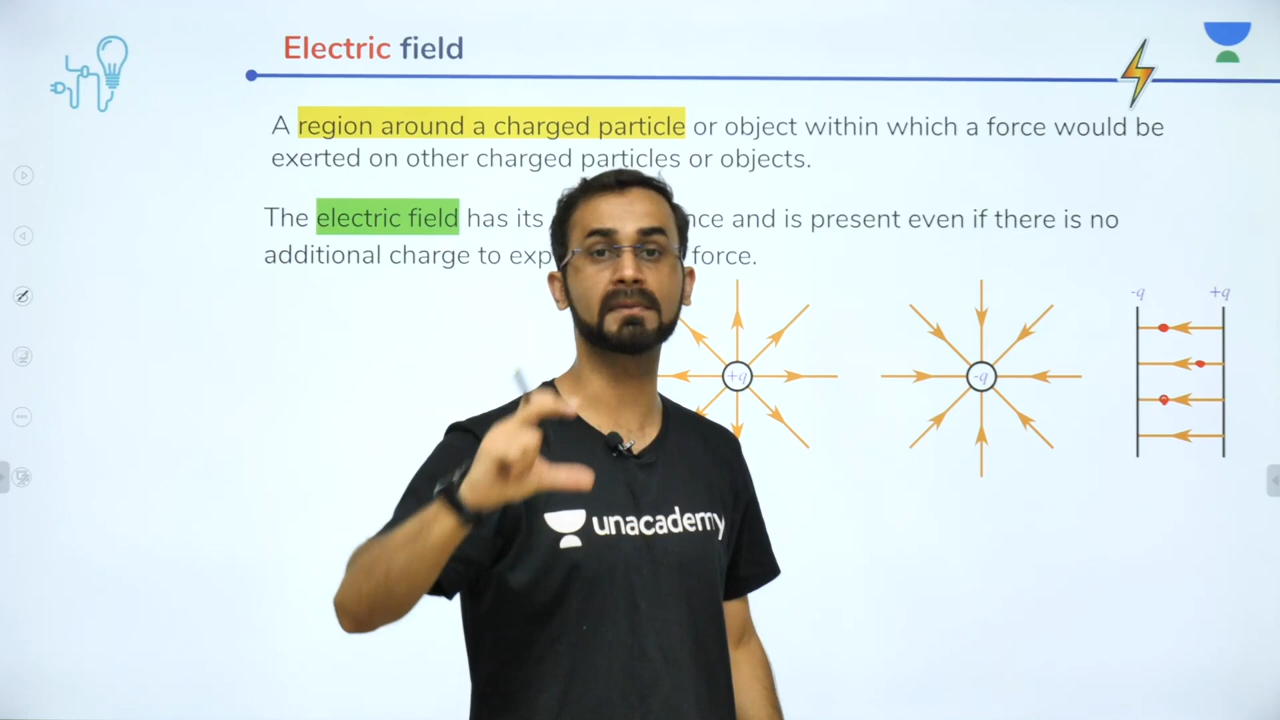 Electric field
A region around a charged particle or object within which a force would be
exerted on other charged particles or objects.
The electric field has its nce and is present even if there is no
additional charge to exp force.
-q +q
+q -q
unacademy